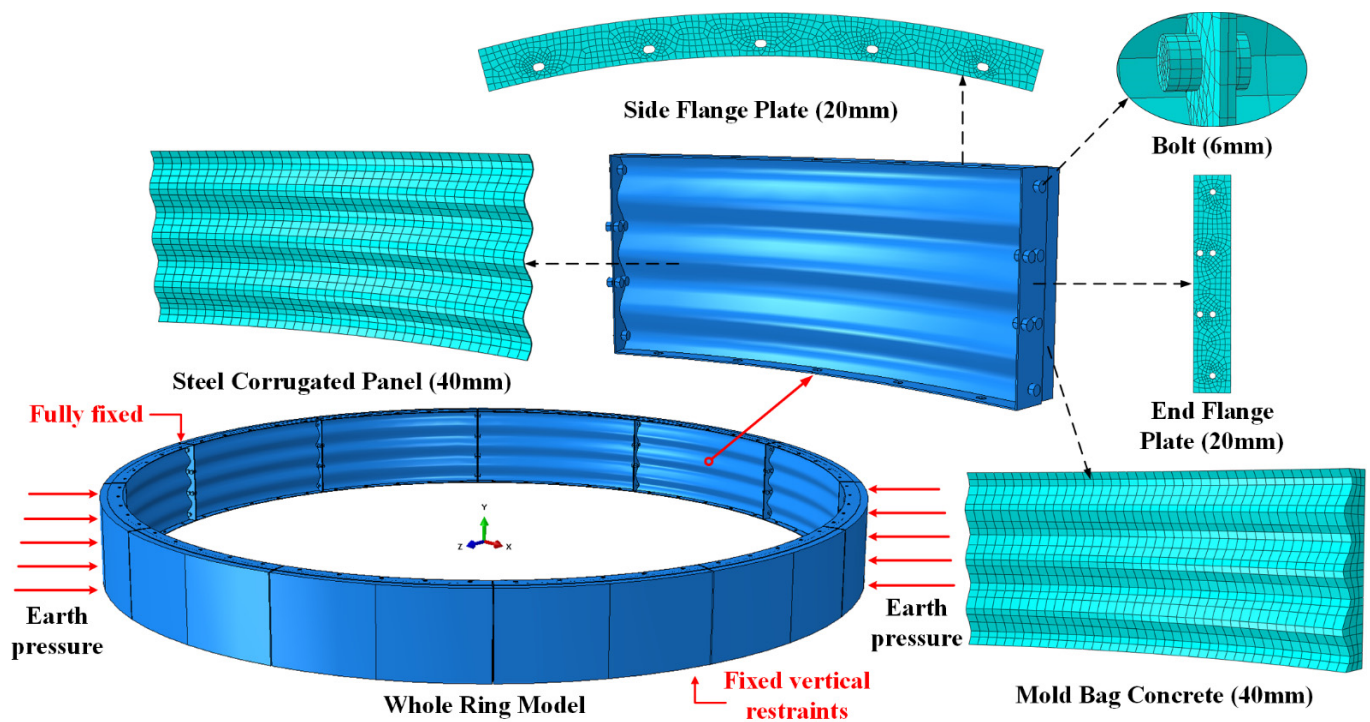 Side Flange Plate (20mm)
Bolt (6mm)
Steel Corrugated Panel (40mm)
End Flange
Plate (20mm)
Fully fixed
Y
Z
X
Earth
pressure
Earth
pressure
Whole Ring Model
Fixed vertical
restraints
Mold Bag Concrete (40mm)